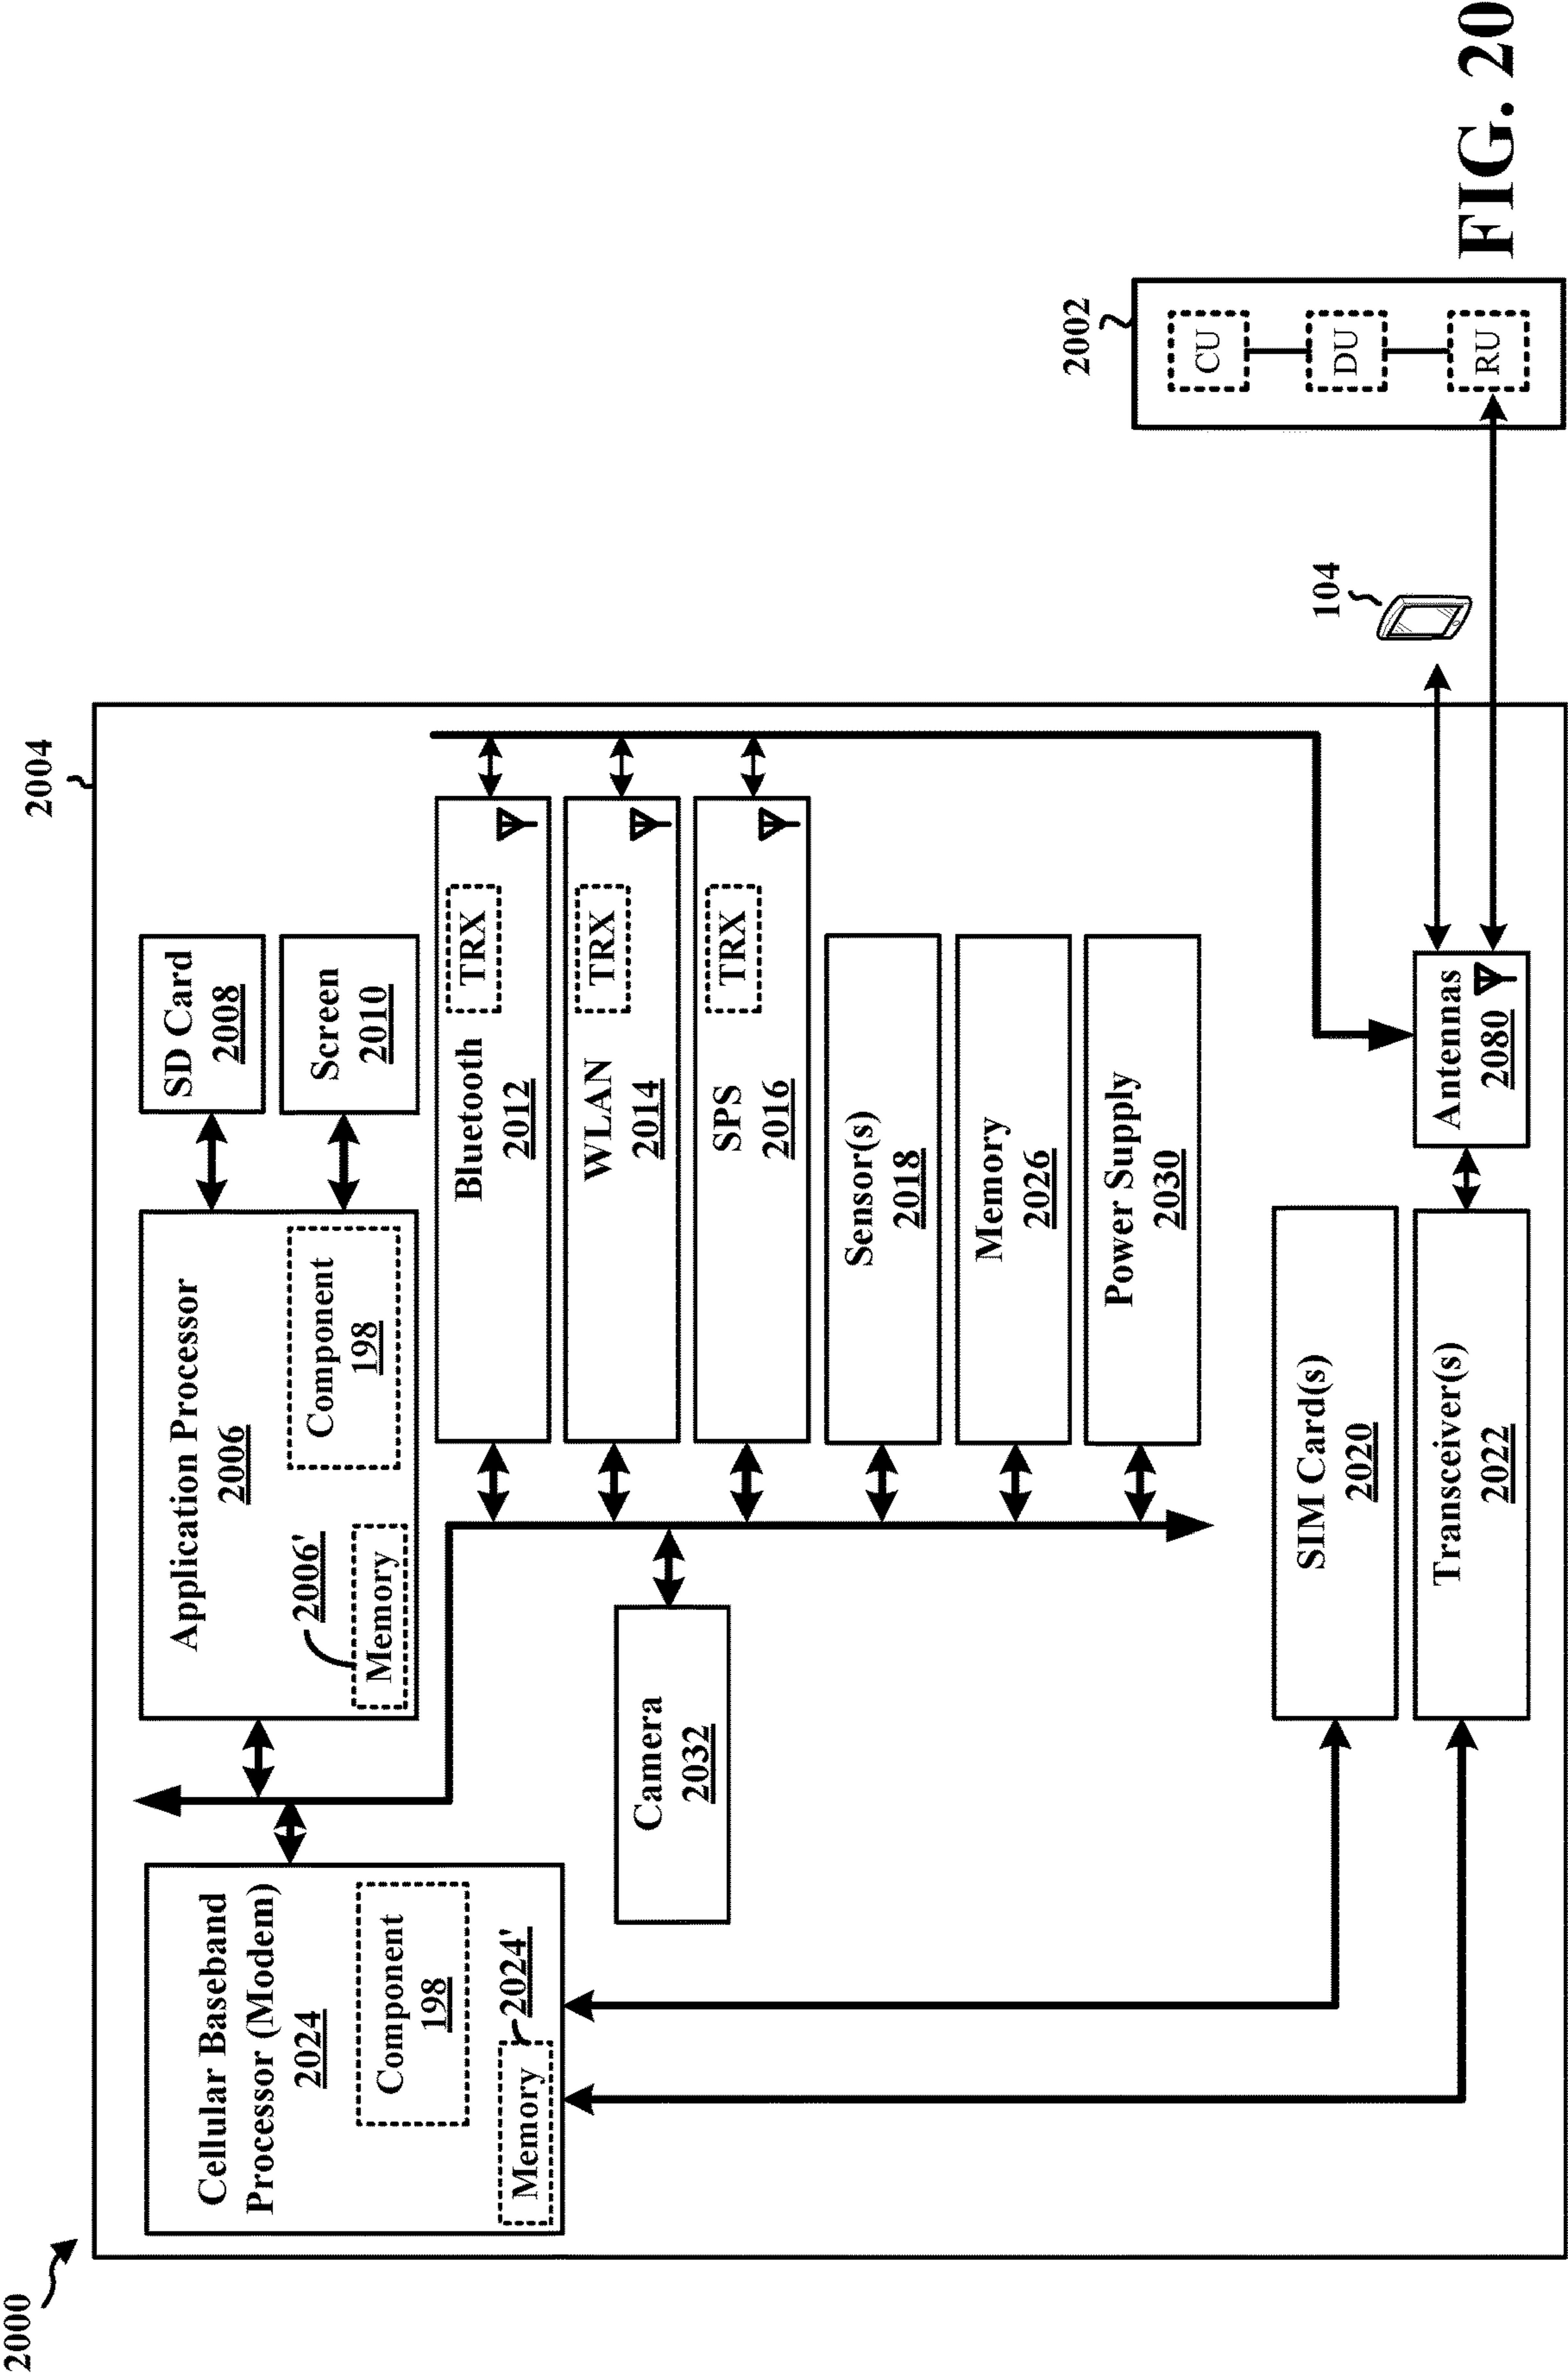 2000
2004
Cellular Baseband
Processor (Modem)
2024
Component
198
Memory
2024'
Application Processor
2006
2006'
Memory
Component
198
SD Card
2008
Screen
2010
Camera
2032
Bluetooth
2012
TRX
WLAN
2014
TRX
SPS
2016
TRX
Sensor(s)
2018
Memory
2026
Power Supply
2030
SIM Card(s)
2020
Transceiver(s)
2022
Antennas
2080
104
2002
CU
DU
RU
FIG. 20